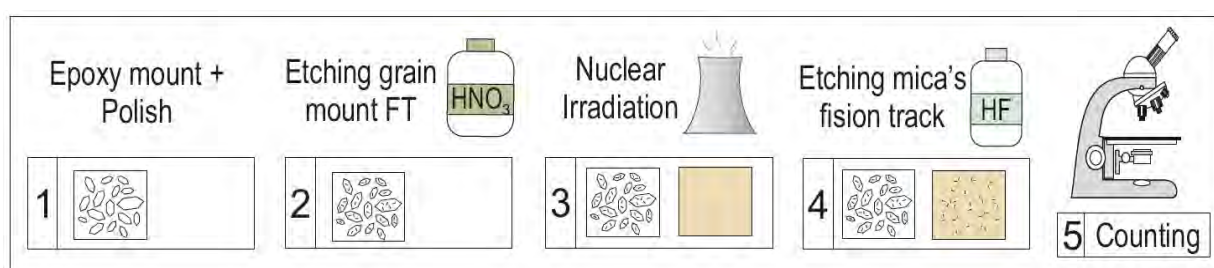 Epoxy mount +
Polish
1
Etching grain
mount FT
HNO₃
2
Nuclear
Irradiation
3
Etching mica's
fision track
HF
4
5 Counting